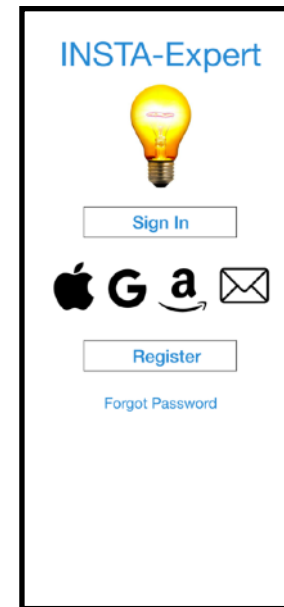 INSTA-Expert
Sign In
G a
Register
Forgot Password